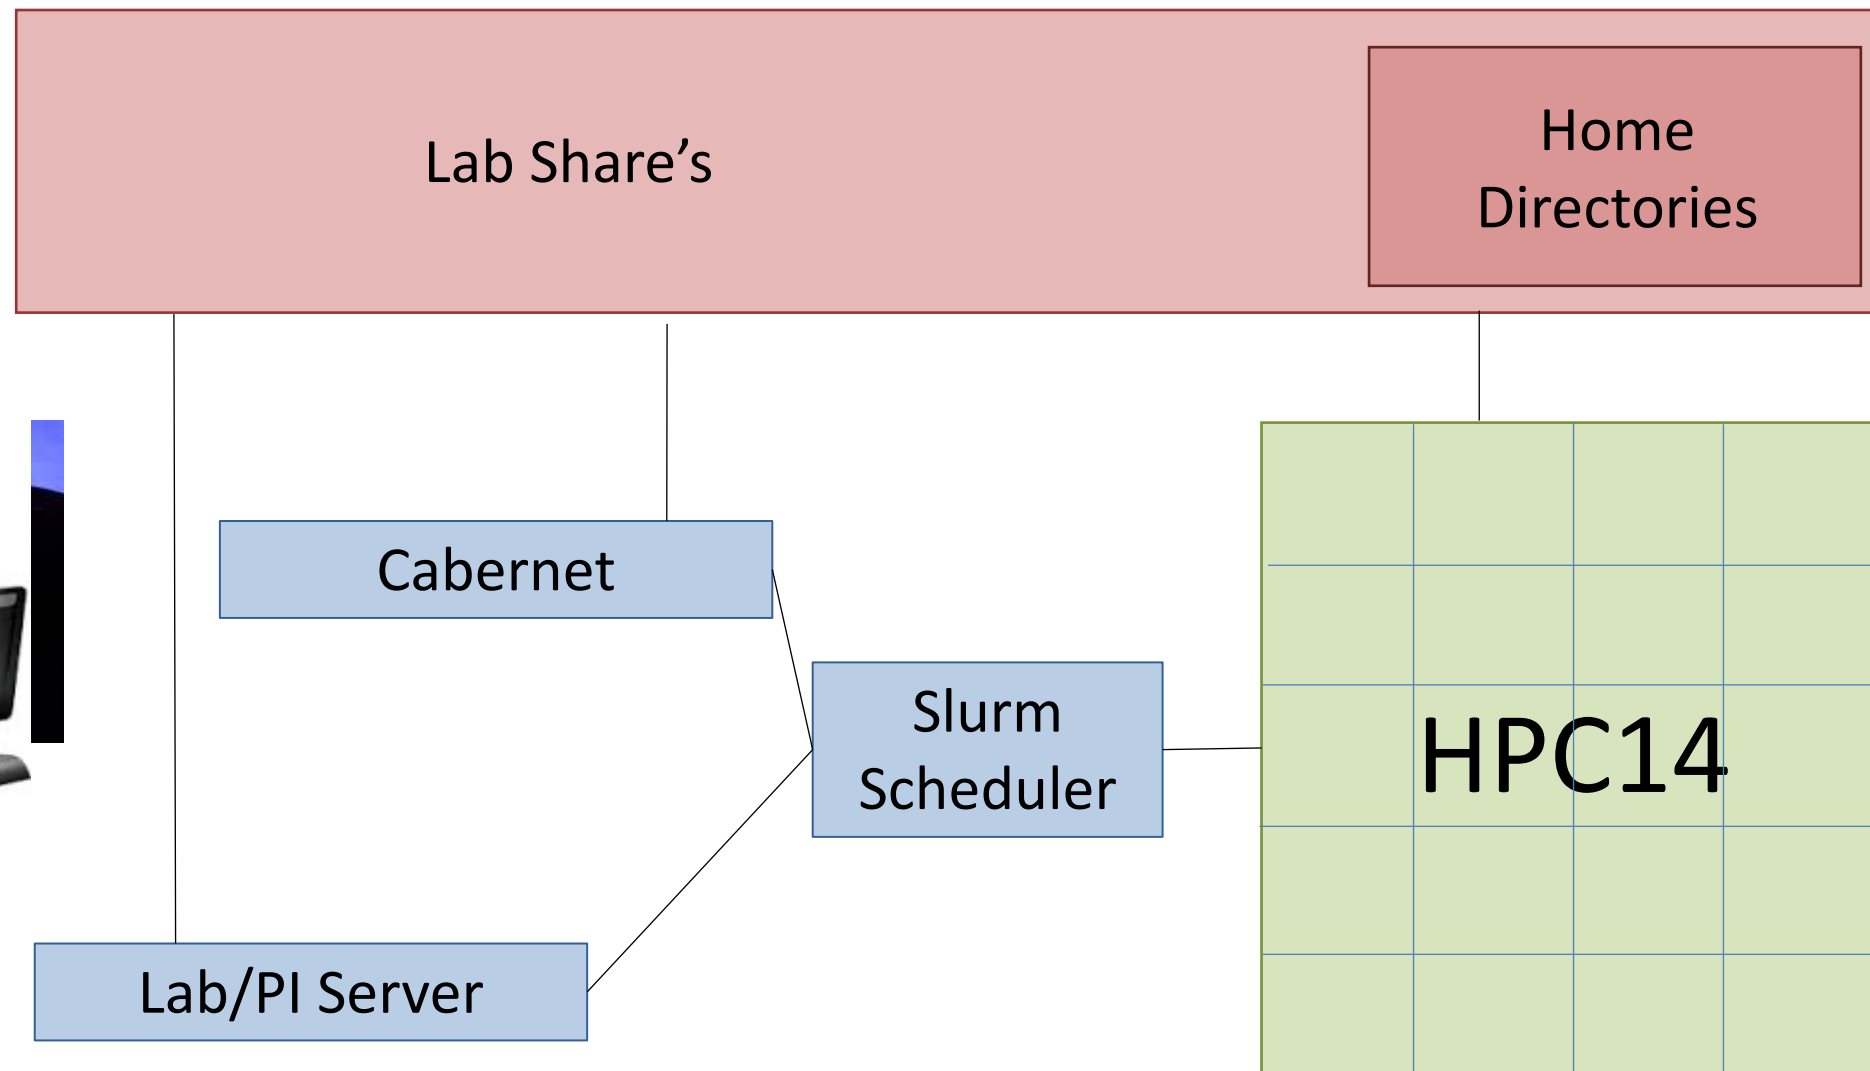 Lab Share’s
Home
Directories
Cabernet
Slurm
Scheduler
HPC14
Lab/PI Server